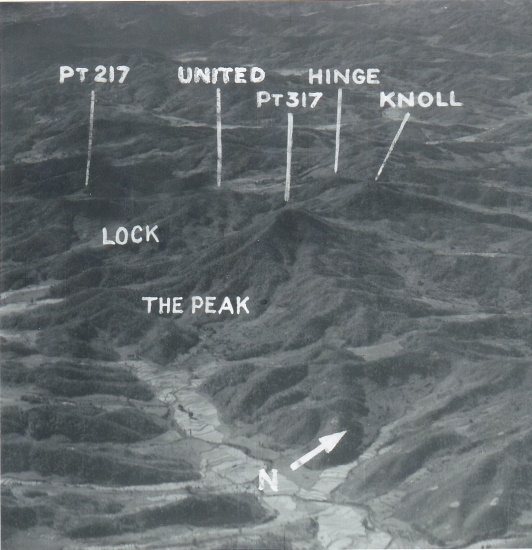 PT 217
UNITED
HINGE
PT 317
KNOLL
LOCK
THE PEAK
N